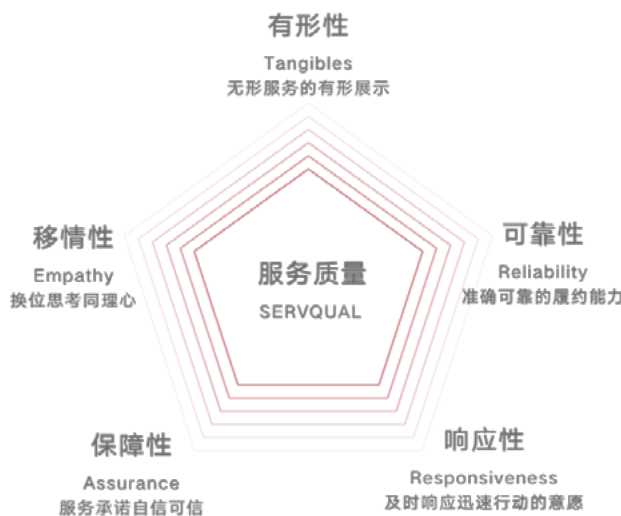 有形性
Tangibles
无形服务的有形展示
移情性
Empathy
换位思考同理心
可靠性
Reliability
准确可靠的履约能力
服务质量
SERVQUAL
保障性
Assurance
服务承诺自信可信
响应性
Responsiveness
及时响应迅速行动的意愿